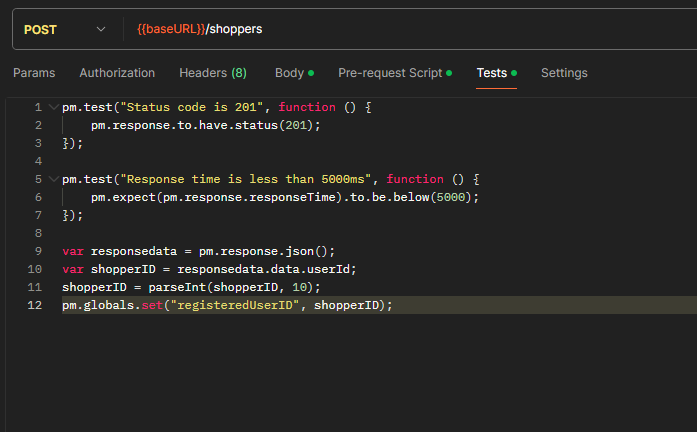 POST {{baseURL}}/shoppers
Params Authorization Headers (8) Body Pre-request Script Tests Settings
1 pm.test("Status code is 201", function () {
2 pm.response.to.have.status(201);
3 });
4
5 pm.test("Response time is less than 5000ms", function () {
6 pm.expect(pm.response.responseTime).to.be.below(5000);
7 });
8
9 var responsedata = pm.response.json();
10 var shopperID = responsedata.data.userId;
11 shopperID = parseInt(shopperID, 10);
12 pm.globals.set("registeredUserID", shopperID);